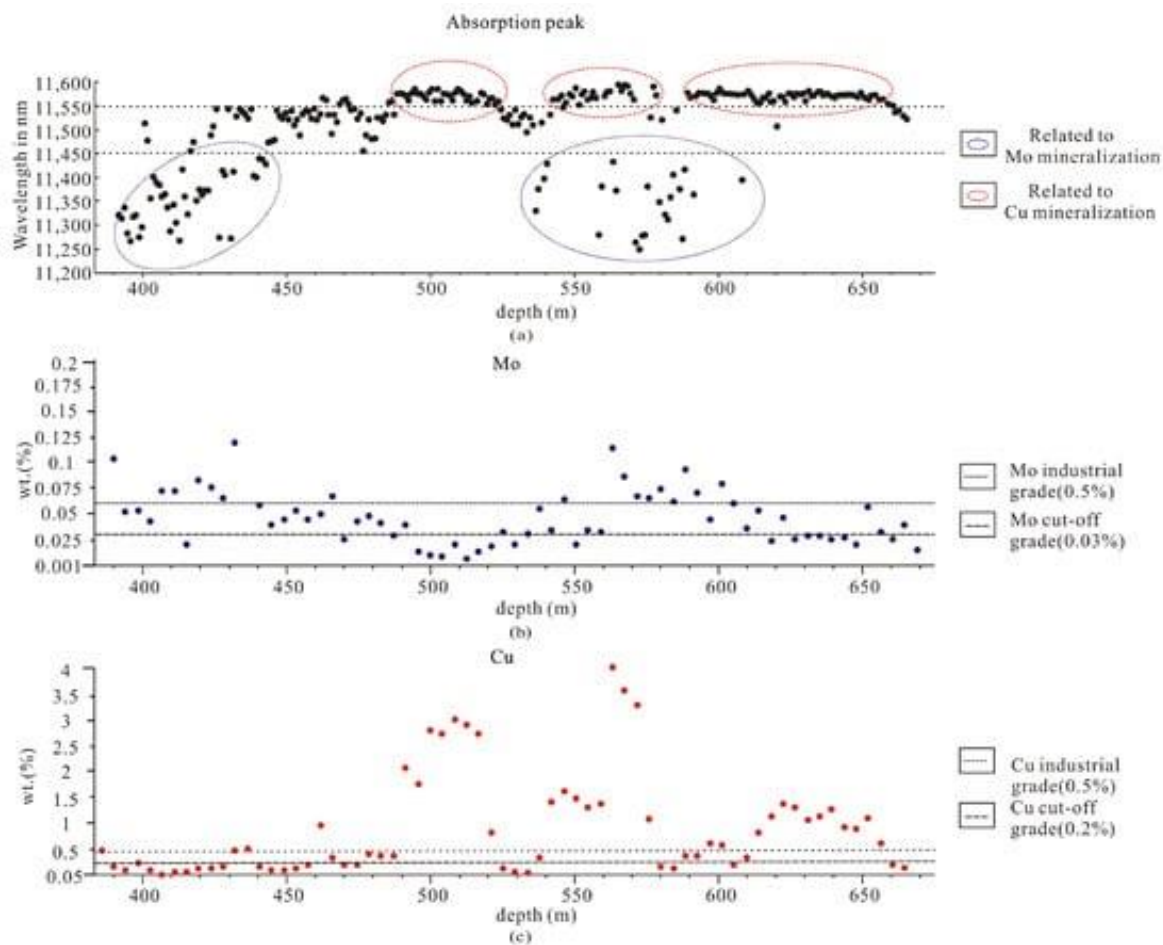 Absorption peak
11,600
11,550
11,500
11,450
11,400
11,350
11,300
11,250
11,200
Wavelength in nm
400 450 500 550 600 650
depth (m)
(a)
Related to
Mo mineralization
Related to
Cu mineralization
Mo
0.2
0.175
0.15
0.125
0.1
0.075
0.05
0.025
0.001
wt.(%)
400 450 500 550 600 650
depth (m)
(b)
Mo industrial
grade(0.5%)
Mo cut-off
grade(0.03%)
Cu
4
3.5
3
2.5
2
1.5
1
0.5
0.05
wt.(%)
400 450 500 550 600 650
depth (m)
(c)
Cu industrial
grade(0.5%)
Cu cut-off
grade(0.2%)